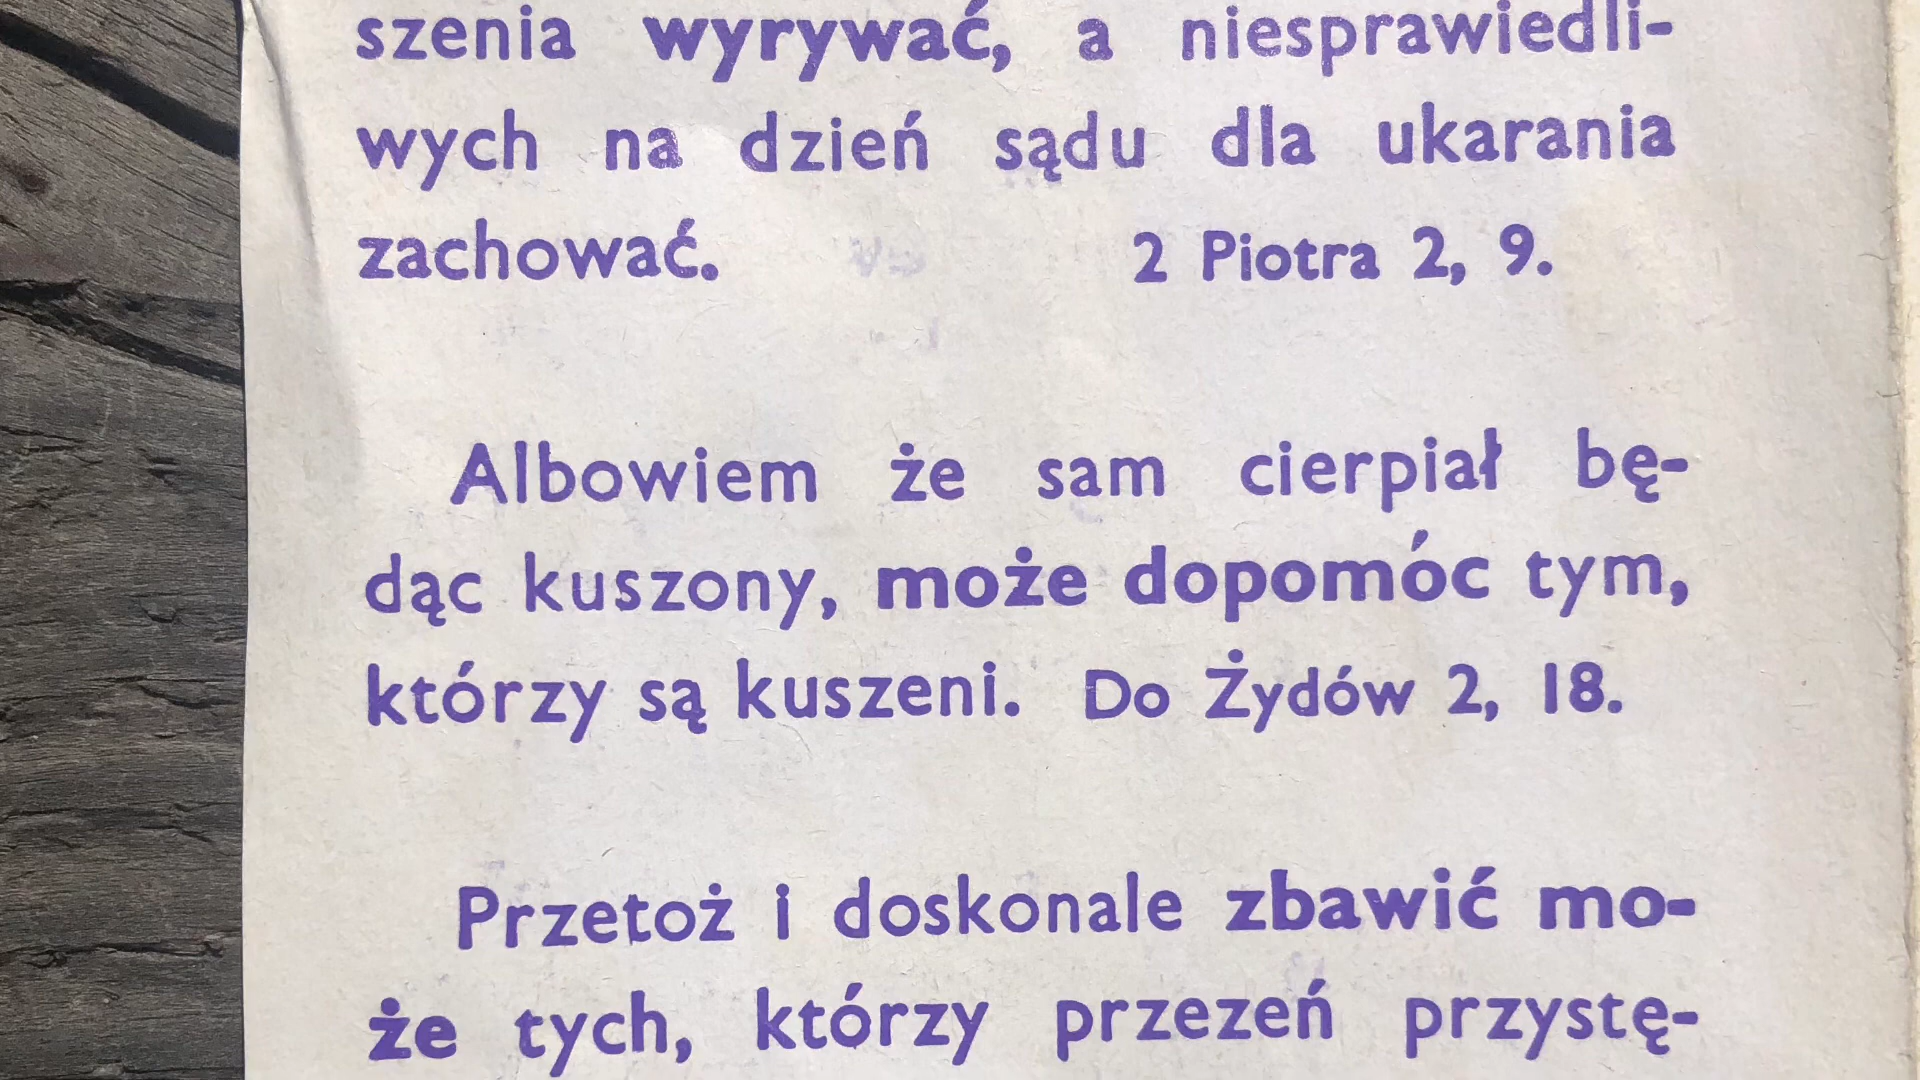 szenia wyrywać, a niesprawiedli-
wych na dzień sądu dla ukarania
zachować. 2 Piotra 2, 9.
Albowiem że sam cierpiał bę-
dąc kuszony, może dopomóc tym,
którzy są kuszeni. Do Żydów 2, 18.
Przetoż i doskonale zbawić mo-
że tych, którzy przezeń przystę-